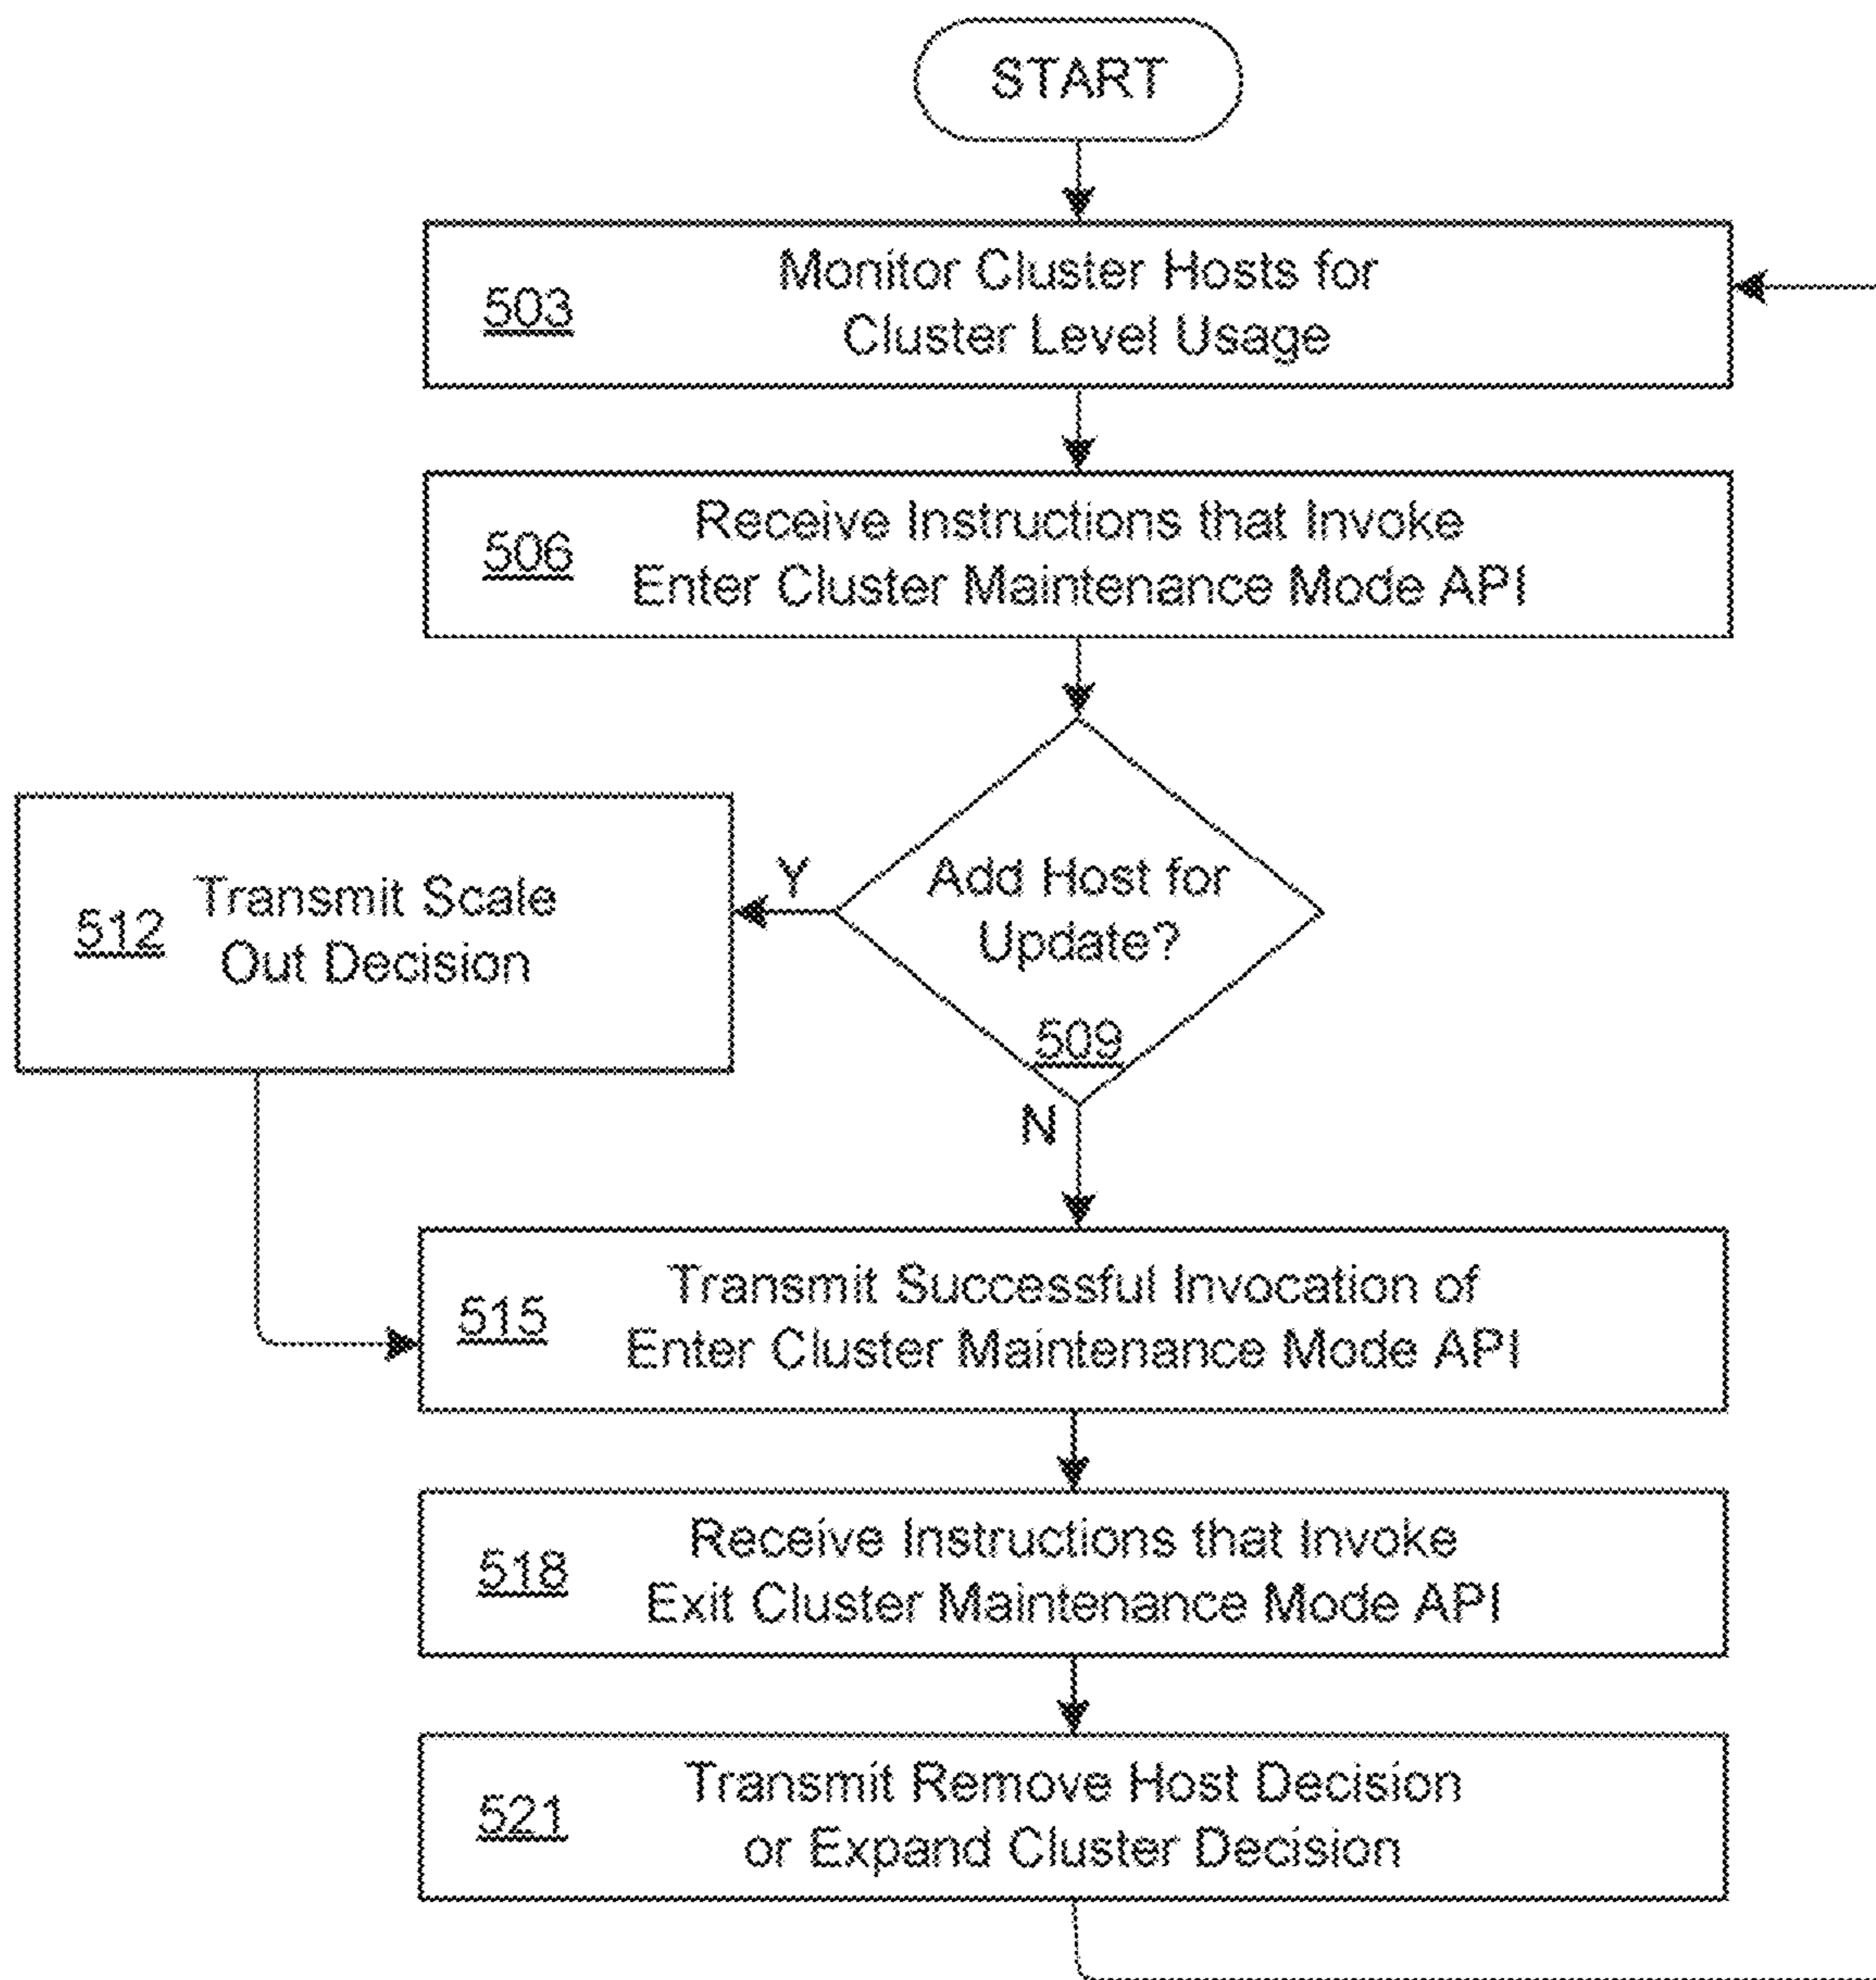 START
Monitor Cluster Hosts for
503
Cluster Level Usage
Receive Instructions that Invoke
506
Enter Cluster Maintenance Mode API
Add Host for
Update?
509
Y
N
Transmit Scale
512
Out Decision
Transmit Successful Invocation of
515
Enter Cluster Maintenance Mode API
Receive Instructions that Invoke
518
Exit Cluster Maintenance Mode API
Transmit Remove Host Decision
521
or Expand Cluster Decision